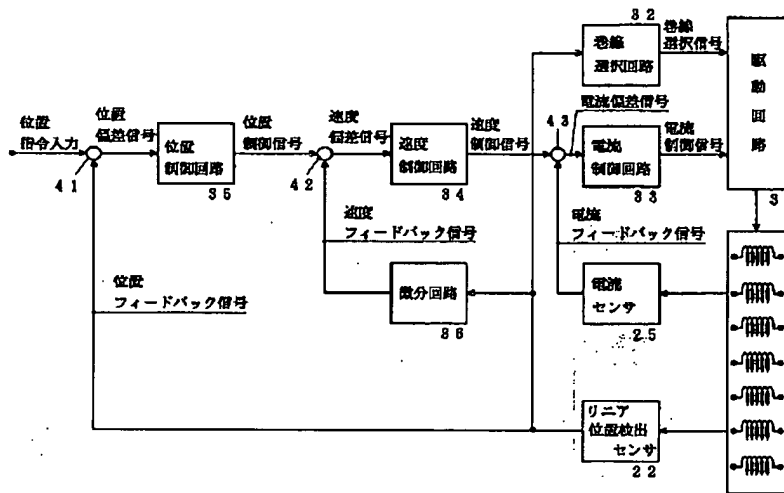 32
巻線
選択回路
巻線
選択信号
駆動回路
位置
指令入力
位置
偏差信号
位置
制御回路
位置
制御信号
速度
偏差信号
速度
制御回路
速度
制御信号
43
電流偏差信号
電流
制御回路
電流
制御信号
41
35
42
34
33
3
速度
フィードバック信号
電流
フィードバック信号
位置
フィードバック信号
微分回路
36
電流
センサ
25
リニア
位置検出
センサ
22